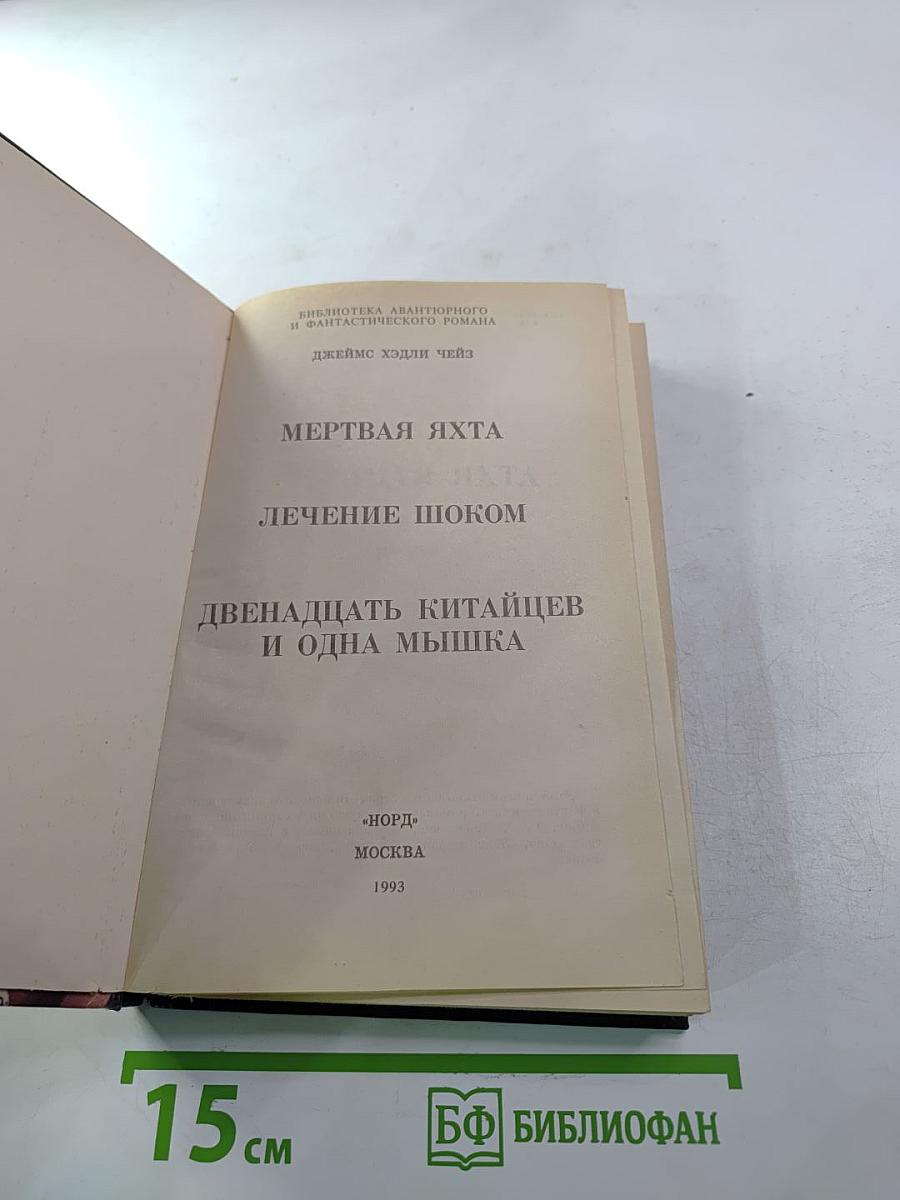 БИБЛИОТЕКА АВАНТЮРНОГО
И ФАНТАСТИЧЕСКОГО РОМАНА
ДЖЕЙМС ХЭДЛИ ЧЕЙЗ
МЕРТВАЯ ЯХТА
ЛЕЧЕНИЕ ШОКОМ
ДВЕНАДЦАТЬ КИТАЙЦЕВ
И ОДНА МЫШКА
«НОРД»
МОСКВА
1993
15 см
БФ БИБЛИОФАН